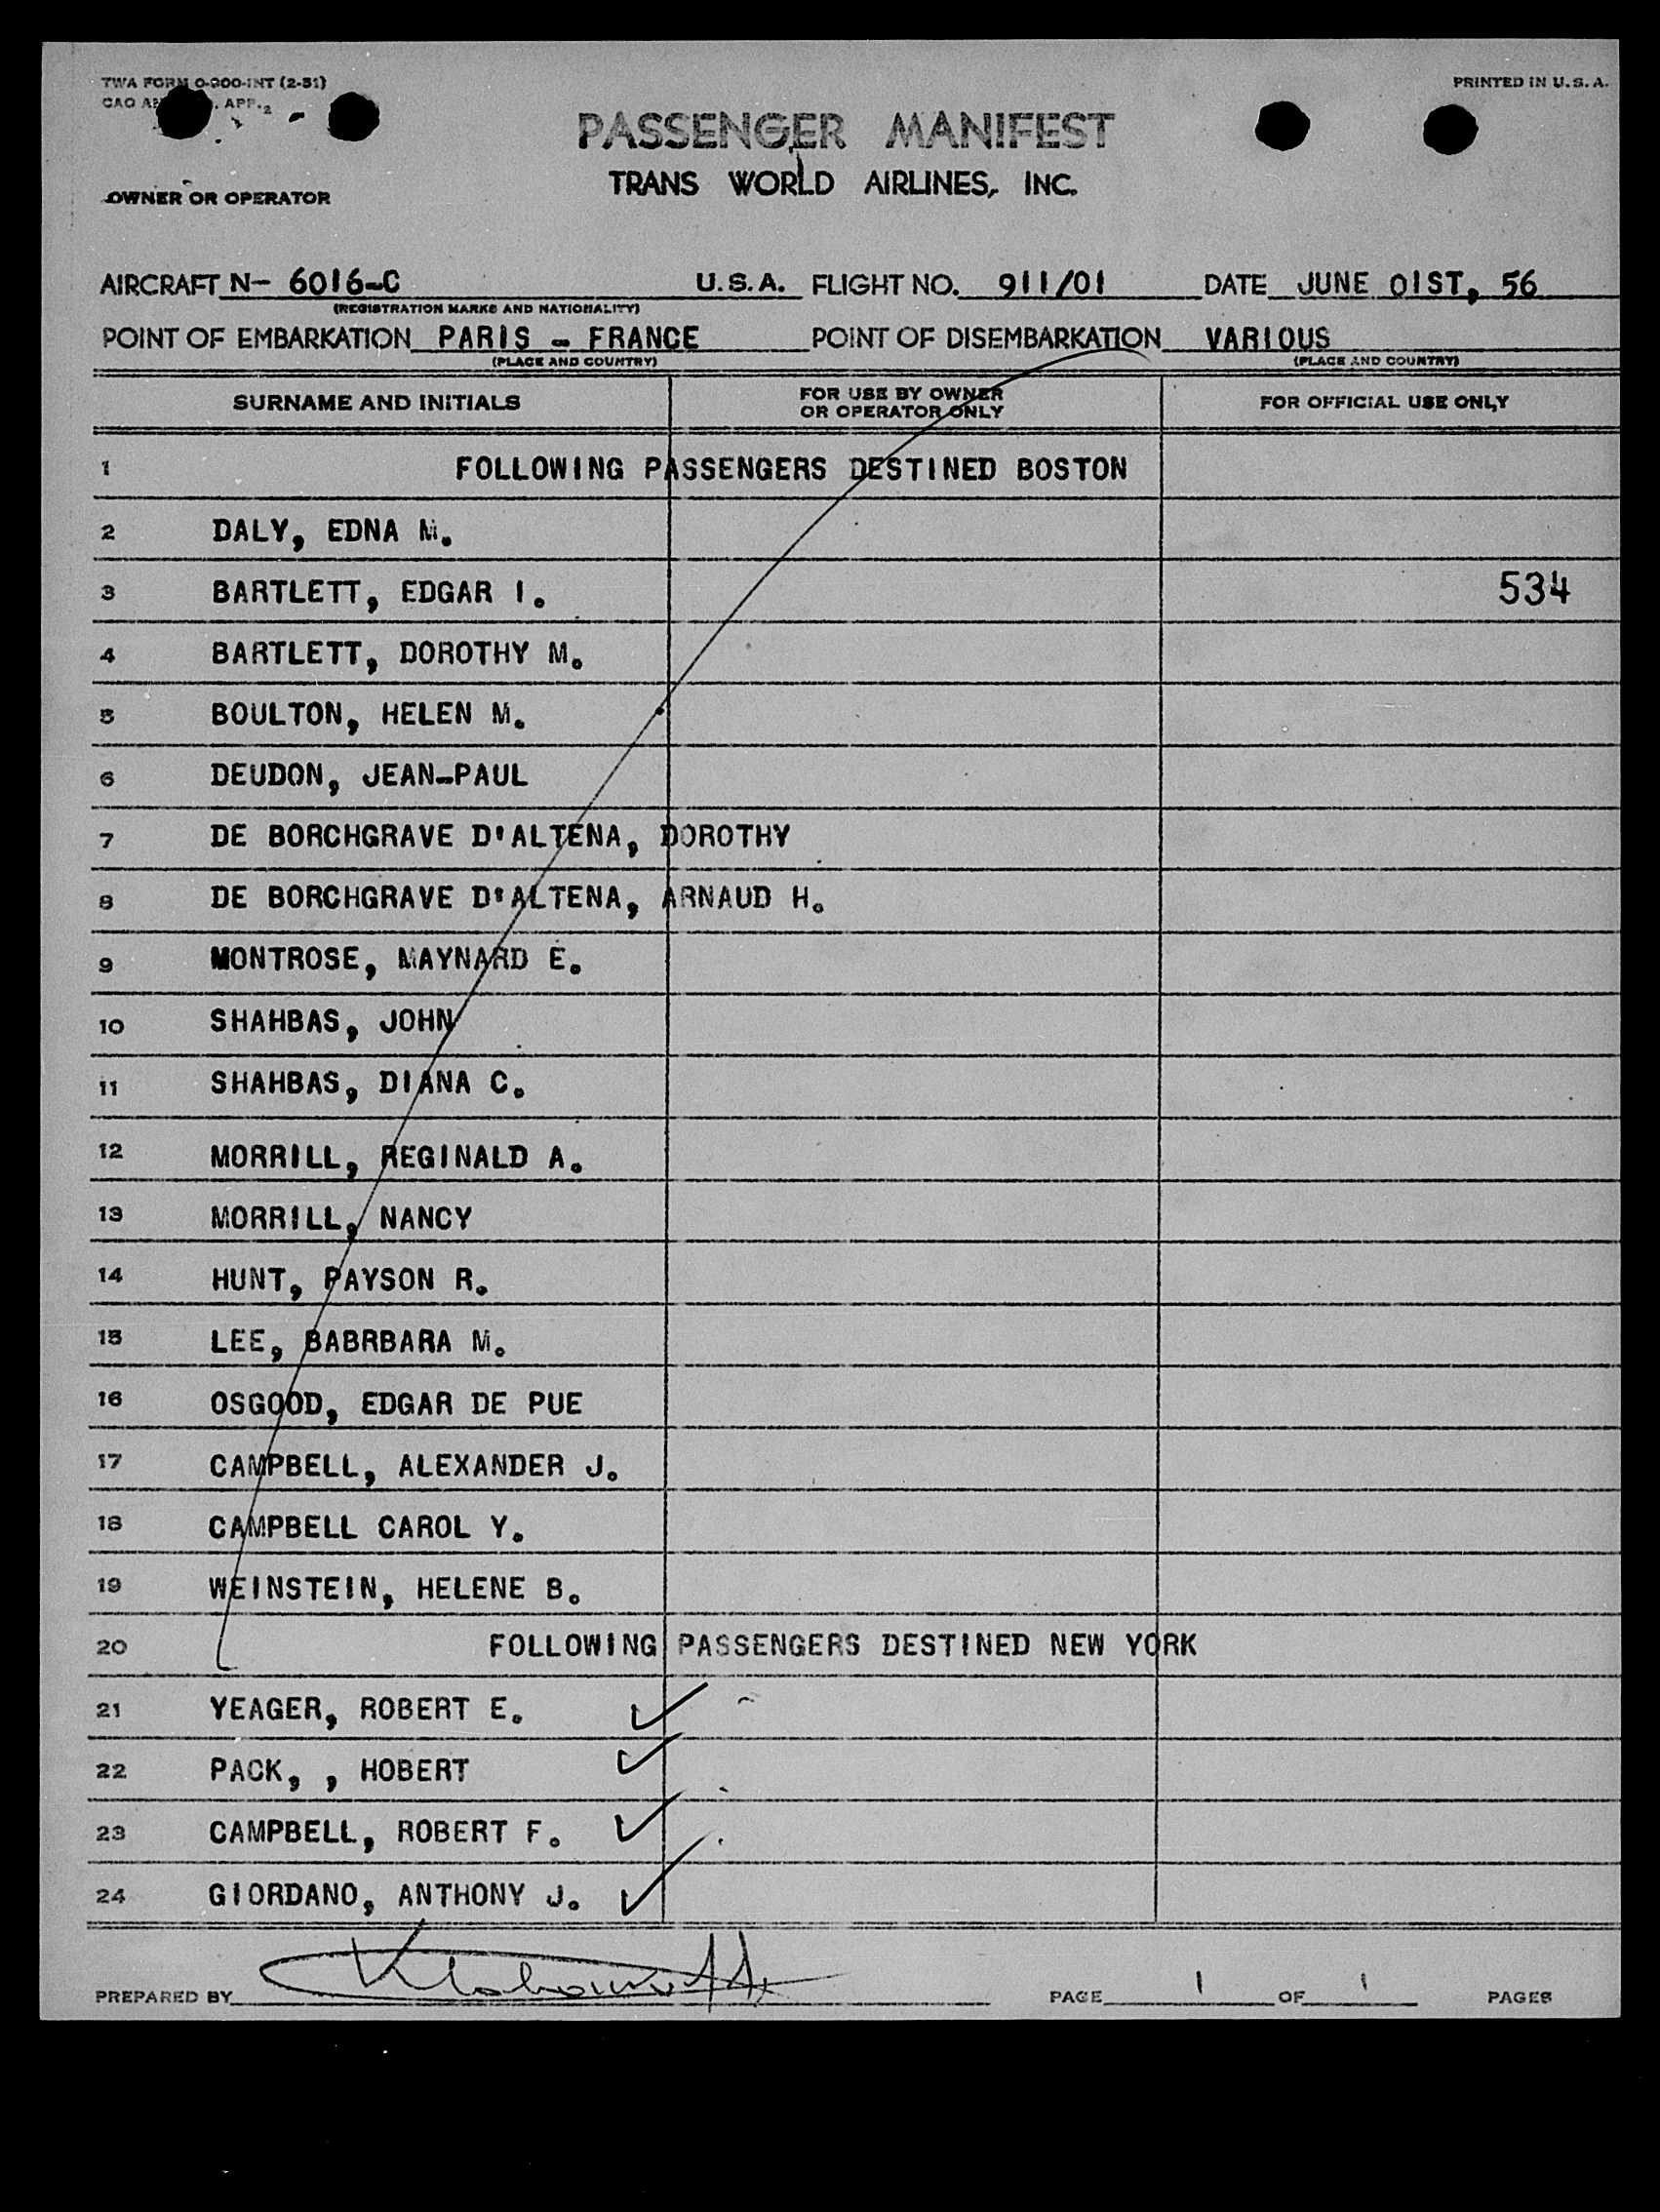 TWA FORM O-300-INT (2-51)
PRINTED IN U.S.A.
CAO APP.2
PASSENGER MANIFEST
TRANS WORLD AIRLINES, INC.
OWNER OR OPERATOR
AIRCRAFT N- 6016-C U.S.A. FLIGHT NO. 911/01 DATE JUNE 01ST, 56
(REGISTRATION MARKS AND NATIONALITY)
POINT OF EMBARKATION PARIS - FRANCE POINT OF DISEMBARKATION VARIOUS
(PLACE AND COUNTRY) (PLACE AND COUNTRY)
SURNAME AND INITIALS FOR USE BY OWNER OR OPERATOR ONLY FOR OFFICIAL USE ONLY
1 FOLLOWING PASSENGERS DESTINED BOSTON
2 DALY, EDNA M.
3 BARTLETT, EDGAR I. 534
4 BARTLETT, DOROTHY M.
5 BOULTON, HELEN M.
6 DEUDON, JEAN-PAUL
7 DE BORCHGRAVE D'ALTENA, DOROTHY
8 DE BORCHGRAVE D'ALTENA, ARNAUD H.
9 MONTROSE, MAYNARD E.
10 SHAHBAS, JOHN
11 SHAHBAS, DIANA C.
12 MORRILL, REGINALD A.
13 MORRILL, NANCY
14 HUNT, PAYSON R.
15 LEE, BABRBARA M.
16 OSGOOD, EDGAR DE PUE
17 CAMPBELL, ALEXANDER J.
18 CAMPBELL CAROL Y.
19 WEINSTEIN, HELENE B.
20 FOLLOWING PASSENGERS DESTINED NEW YORK
21 YEAGER, ROBERT E.
22 PACK, , HOBERT
23 CAMPBELL, ROBERT F.
24 GIORDANO, ANTHONY J.
PREPARED BY PAGE 1 OF 1 PAGES